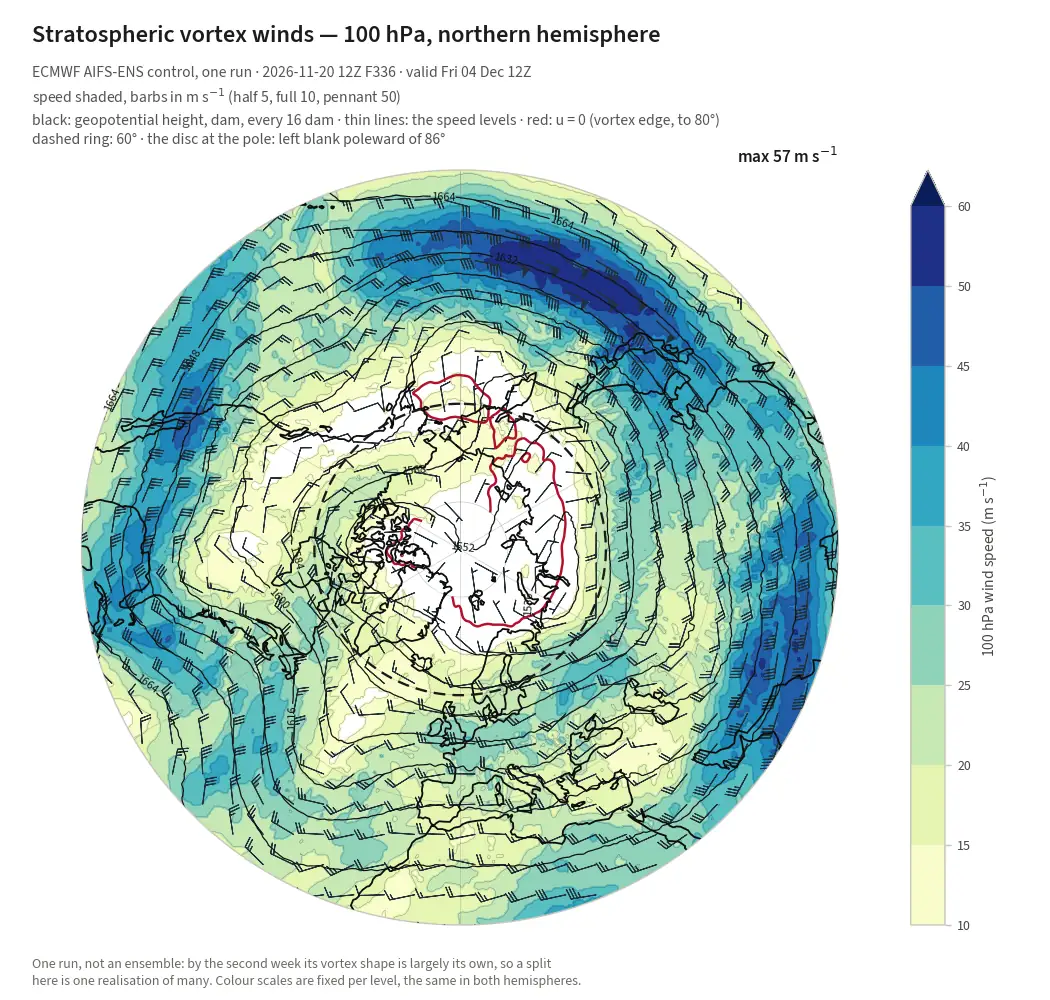 Stratospheric vortex winds — 100 hPa, northern hemisphere
ECMWF AIFS-ENS control, one run · 2026-11-20 12Z F336 · valid Fri 04 Dec 12Z
speed shaded, barbs in m s⁻¹ (half 5, full 10, pennant 50)
black: geopotential height, dam, every 16 dam · thin lines: the speed levels · red: u = 0 (vortex edge, to 80°)
dashed ring: 60° · the disc at the pole: left blank poleward of 86°
max 57 m s⁻¹
1664
1664
1632
1648
1664
1552
1600
1664
1616
60
50
45
40
35
30
25
20
15
10
100 hPa wind speed (m s⁻¹)
One run, not an ensemble: by the second week its vortex shape is largely its own, so a split
here is one realisation of many. Colour scales are fixed per level, the same in both hemispheres.